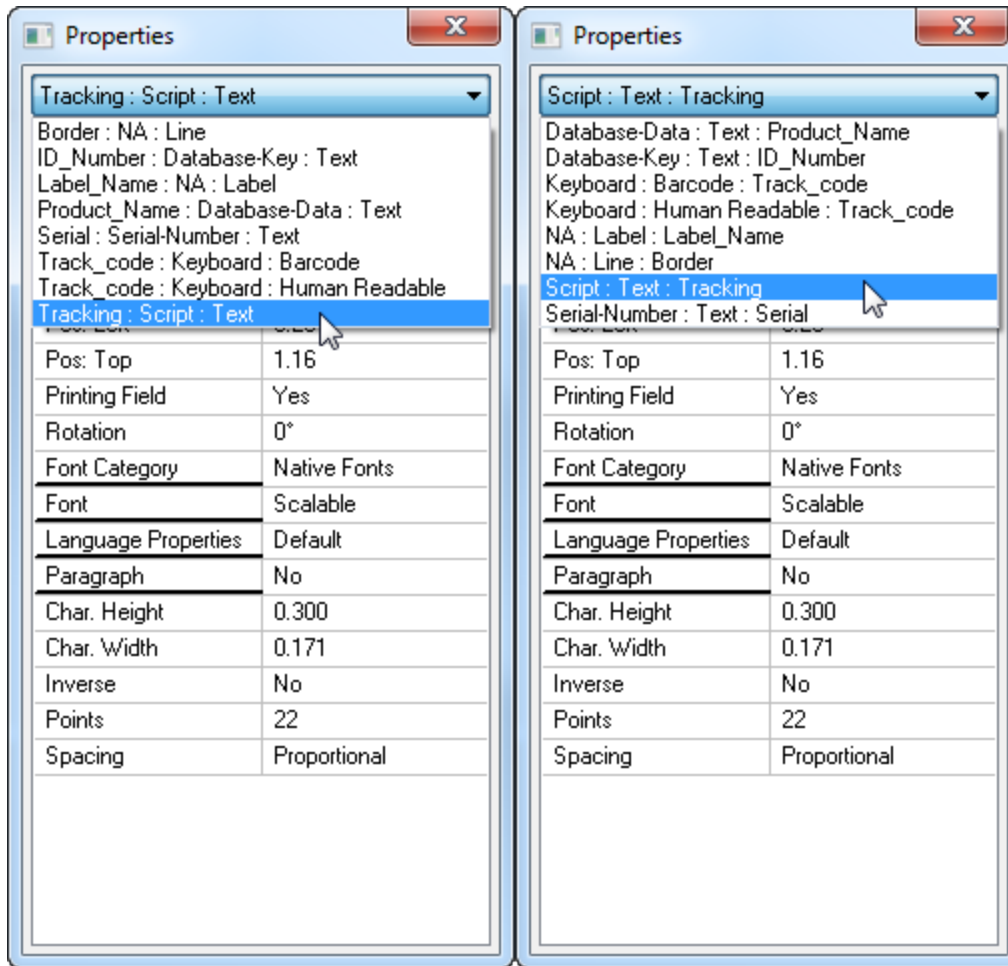 Properties
Tracking : Script : Text
Border : NA : Line
ID_Number : Database-Key : Text
Label_Name : NA : Label
Product_Name : Database-Data : Text
Serial : Serial-Number : Text
Track_code : Keyboard : Barcode
Track_code : Keyboard : Human Readable
Tracking : Script : Text
Pos: Top 1.16
Printing Field Yes
Rotation 0°
Font Category Native Fonts
Font Scalable
Language Properties Default
Paragraph No
Char. Height 0.300
Char. Width 0.171
Inverse No
Points 22
Spacing Proportional
Properties
Script : Text : Tracking
Database-Data : Text : Product_Name
Database-Key : Text : ID_Number
Keyboard : Barcode : Track_code
Keyboard : Human Readable : Track_code
NA : Label : Label_Name
NA : Line : Border
Script : Text : Tracking
Serial-Number : Text : Serial
Pos: Top 1.16
Printing Field Yes
Rotation 0°
Font Category Native Fonts
Font Scalable
Language Properties Default
Paragraph No
Char. Height 0.300
Char. Width 0.171
Inverse No
Points 22
Spacing Proportional